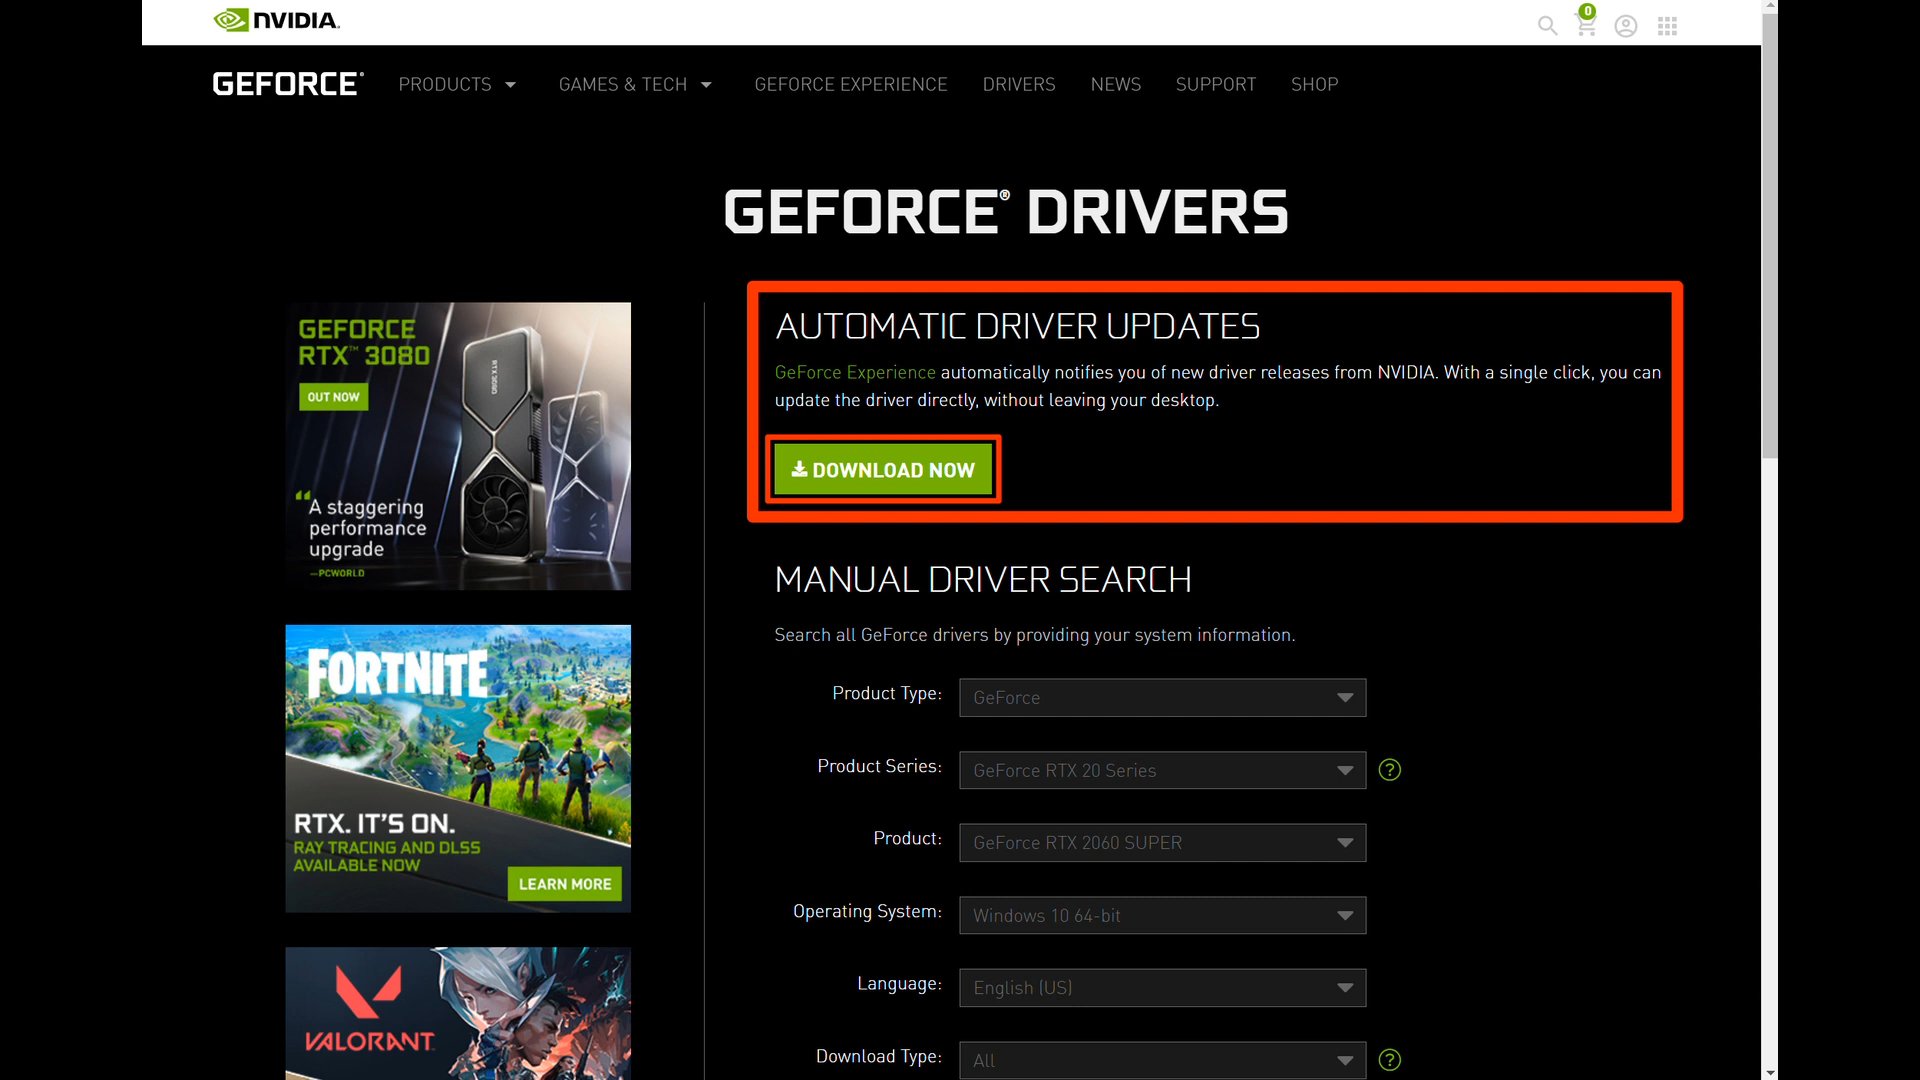 NVIDIA.
0
GEFORCE®
PRODUCTS
GAMES & TECH
GEFORCE EXPERIENCE
DRIVERS
NEWS
SUPPORT
SHOP
GEFORCE® DRIVERS
GEFORCE
RTX™ 3080
OUT NOW
RTX 3080
“A staggering
performance
upgrade
—PCWORLD
FORTNITE
RTX. IT'S ON.
RAY TRACING AND DLSS
AVAILABLE NOW
LEARN MORE
VALORANT
AUTOMATIC DRIVER UPDATES
GeForce Experience automatically notifies you of new driver releases from NVIDIA. With a single click, you can
update the driver directly, without leaving your desktop.
DOWNLOAD NOW
MANUAL DRIVER SEARCH
Search all GeForce drivers by providing your system information.
Product Type: GeForce
Product Series: GeForce RTX 20 Series ?
Product: GeForce RTX 2060 SUPER
Operating System: Windows 10 64-bit
Language: English (US)
Download Type: All ?